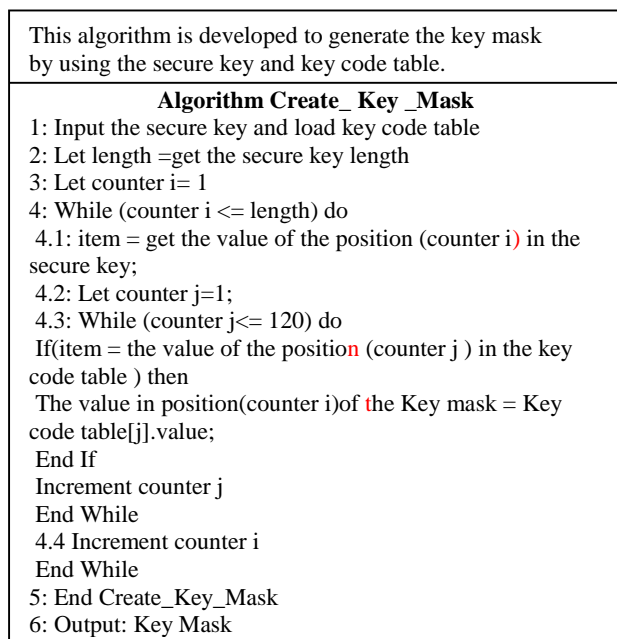 This algorithm is developed to generate the key mask
by using the secure key and key code table.
Algorithm Create_ Key _Mask
1: Input the secure key and load key code table
2: Let length =get the secure key length
3: Let counter i= 1
4: While (counter i <= length) do
4.1: item = get the value of the position (counter i) in the
secure key;
4.2: Let counter j=1;
4.3: While (counter j<= 120) do
If(item = the value of the position (counter j ) in the key
code table ) then
The value in position(counter i)of the Key mask = Key
code table[j].value;
End If
Increment counter j
End While
4.4 Increment counter i
End While
5: End Create_Key_Mask
6: Output: Key Mask